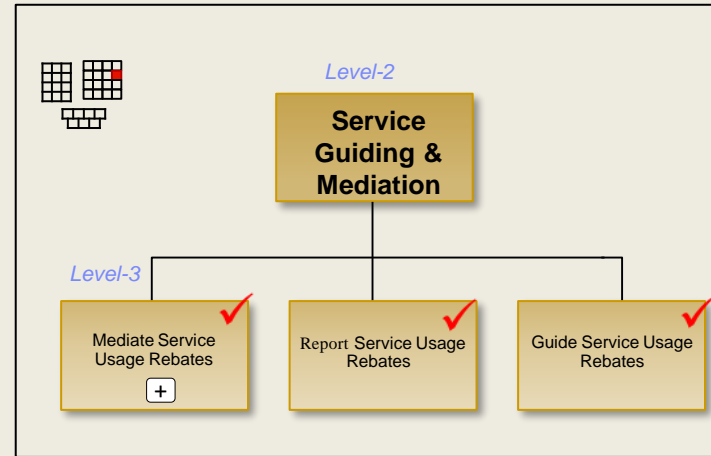 Level-2
Service
Guiding &
Mediation
Level-3
Mediate Service
Usage Rebates
+
Report Service Usage
Rebates
Guide Service Usage
Rebates